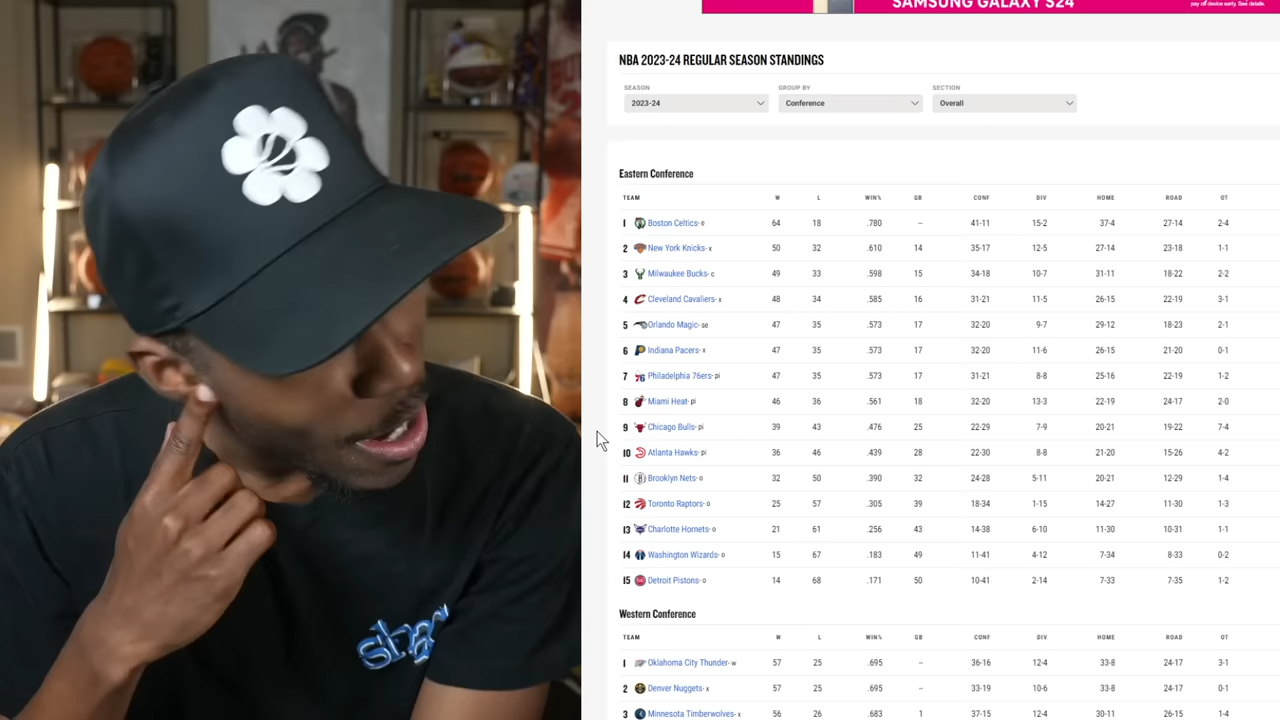 SAMSUNG GALAXY S24
pay off device early. See details.
NBA 2023-24 REGULAR SEASON STANDINGS
SEASON GROUP BY SECTION
2023-24 Conference Overall
Eastern Conference
TEAM W L WIN% GB CONF DIV HOME ROAD OT
1 Boston Celtics - e 64 18 .780 – 41-11 15-2 37-4 27-14 2-4
2 New York Knicks - x 50 32 .610 14 35-17 12-5 27-14 23-18 1-1
3 Milwaukee Bucks - c 49 33 .598 15 34-18 10-7 31-11 18-22 2-2
4 Cleveland Cavaliers - x 48 34 .585 16 31-21 11-5 26-15 22-19 3-1
5 Orlando Magic - se 47 35 .573 17 32-20 9-7 29-12 18-23 2-1
6 Indiana Pacers - x 47 35 .573 17 32-20 11-6 26-15 21-20 0-1
7 Philadelphia 76ers - pi 47 35 .573 17 31-21 8-8 25-16 22-19 1-2
8 Miami Heat - pi 46 36 .561 18 32-20 13-3 22-19 24-17 2-0
9 Chicago Bulls - pi 39 43 .476 25 22-29 7-9 20-21 19-22 7-4
10 Atlanta Hawks - pi 36 46 .439 28 22-30 8-8 21-20 15-26 4-2
11 Brooklyn Nets - o 32 50 .390 32 24-28 5-11 20-21 12-29 1-4
12 Toronto Raptors - o 25 57 .305 39 18-34 1-15 14-27 11-30 1-3
13 Charlotte Hornets - o 21 61 .256 43 14-38 6-10 11-30 10-31 1-1
14 Washington Wizards - o 15 67 .183 49 11-41 4-12 7-34 8-33 0-2
15 Detroit Pistons - o 14 68 .171 50 10-41 2-14 7-33 7-35 1-2
Western Conference
TEAM W L WIN% GB CONF DIV HOME ROAD OT
1 Oklahoma City Thunder - w 57 25 .695 – 36-16 12-4 33-8 24-17 3-1
2 Denver Nuggets - x 57 25 .695 – 33-19 10-6 33-8 24-17 0-1
3 Minnesota Timberwolves - x 56 26 .683 1 37-15 12-4 30-11 26-15 1-4